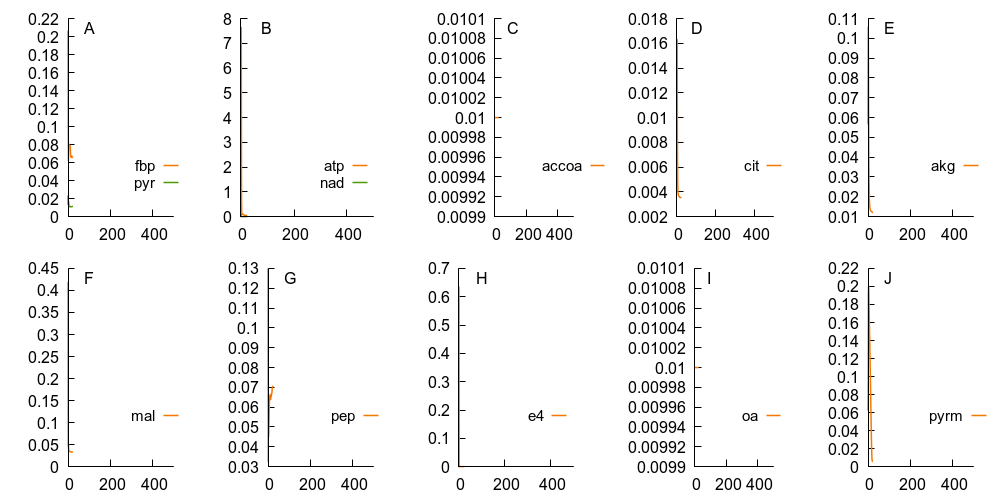 0.22 A
0.2
0.18
0.16
0.14
0.12
0.1
0.08
0.06 fbp
0.04 pyr
0.02
0
0 200 400
8 B
7
6
5
4
3
2 atp
1 nad
0
0 200 400
0.0101 C
0.01008
0.01006
0.01004
0.01002
0.01
0.00998
0.00996
0.00994 accoa
0.00992
0.0099
0 200 400
0.018 D
0.016
0.014
0.012
0.01
0.008
0.006 cit
0.004
0.002
0 200 400
0.11 E
0.1
0.09
0.08
0.07
0.06
0.05
0.04 akg
0.03
0.02
0.01
0 200 400
0.45 F
0.4
0.35
0.3
0.25
0.2
0.15
0.1 mal
0.05
0
0 200 400
0.13 G
0.12
0.11
0.1
0.09
0.08
0.07
0.06 pep
0.05
0.04
0.03
0 200 400
0.7 H
0.6
0.5
0.4
0.3
0.2 e4
0.1
0
0 200 400
0.0101 I
0.01008
0.01006
0.01004
0.01002
0.01
0.00998
0.00996 oa
0.00994
0.00992
0.0099
0 200 400
0.22 J
0.2
0.18
0.16
0.14
0.12
0.1
0.08
0.06 pyrm
0.04
0.02
0
0 200 400